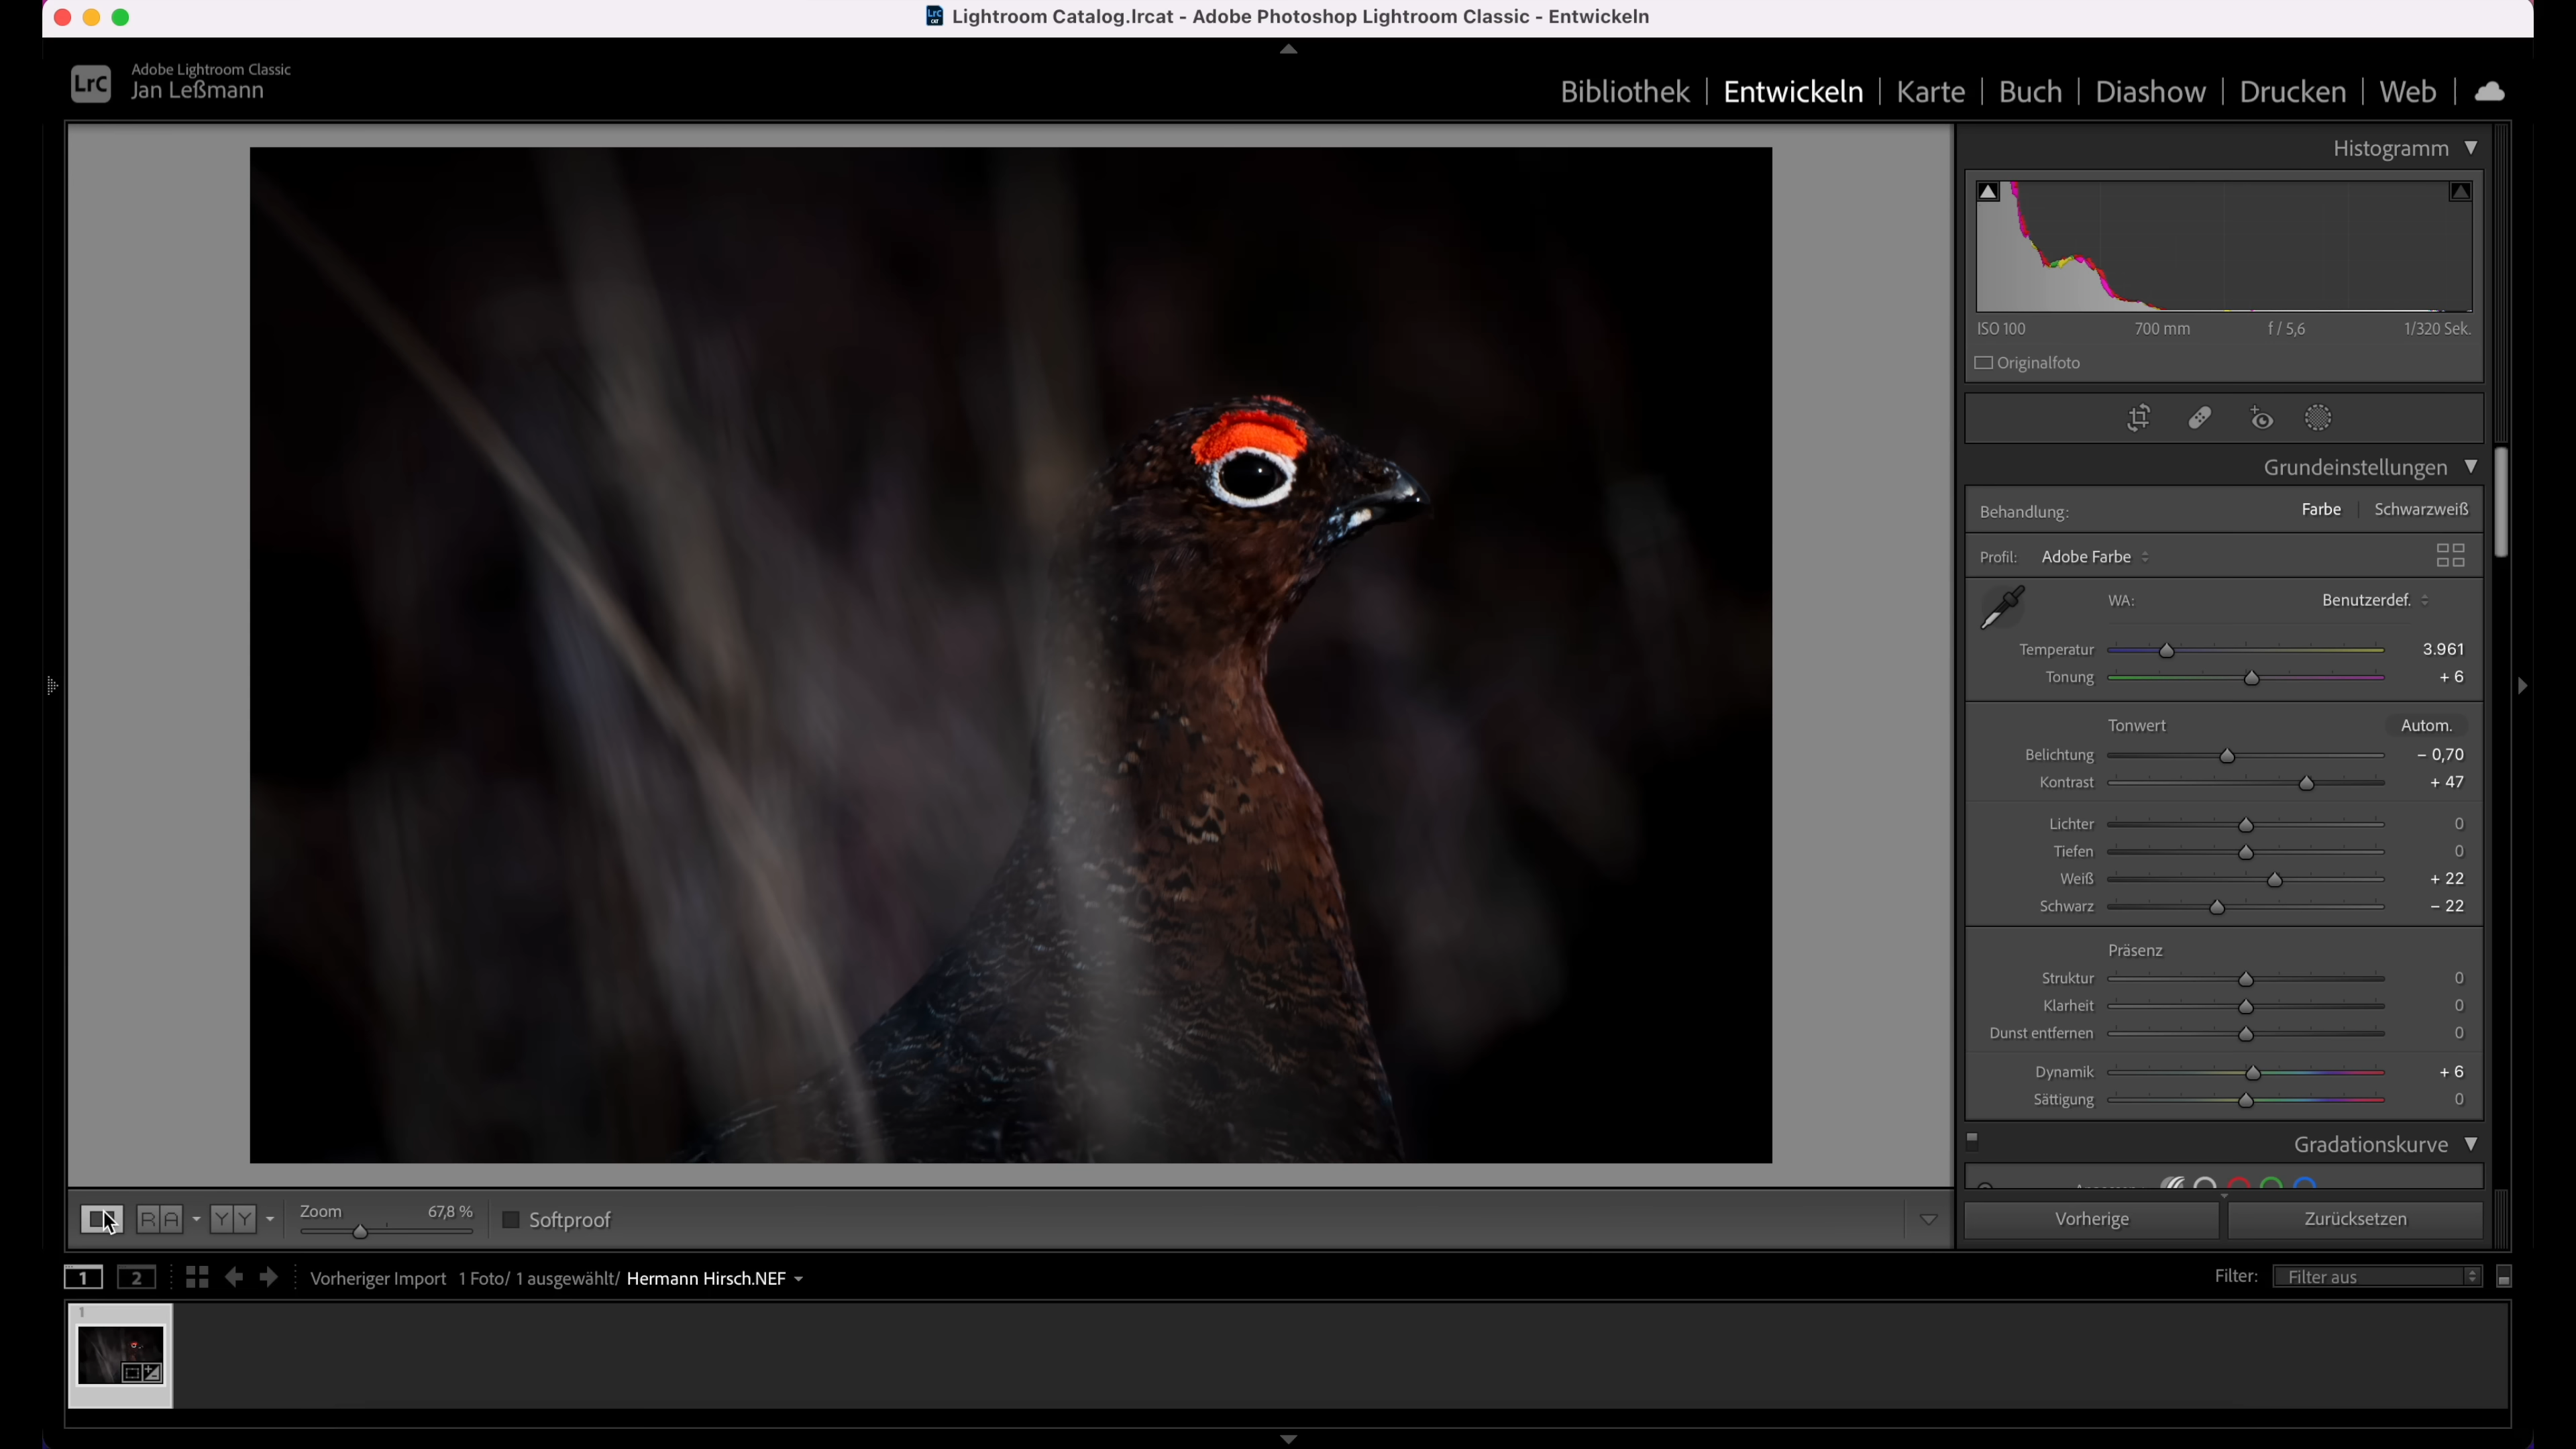 Lightroom Catalog.lrcat - Adobe Photoshop Lightroom Classic - Entwickeln
LrC
Adobe Lightroom Classic
Jan Leßmann
Bibliothek | Entwickeln | Karte | Buch | Diashow | Drucken | Web
Histogramm
ISO 100 700 mm f / 5,6 1/320 Sek.
Originalfoto
Grundeinstellungen
Behandlung: Farbe Schwarzweiß
Profil: Adobe Farbe
WA: Benutzerdef.
Temperatur 3.961
Tonung + 6
Tonwert Autom.
Belichtung – 0,70
Kontrast + 47
Lichter 0
Tiefen 0
Weiß + 22
Schwarz – 22
Präsenz
Struktur 0
Klarheit 0
Dunst entfernen 0
Dynamik + 6
Sättigung 0
Gradationskurve
R A Y Y Zoom 67,8 % Softproof
Vorherige Zurücksetzen
1 2 Vorheriger Import 1 Foto/ 1 ausgewählt/ Hermann Hirsch.NEF
Filter: Filter aus
1